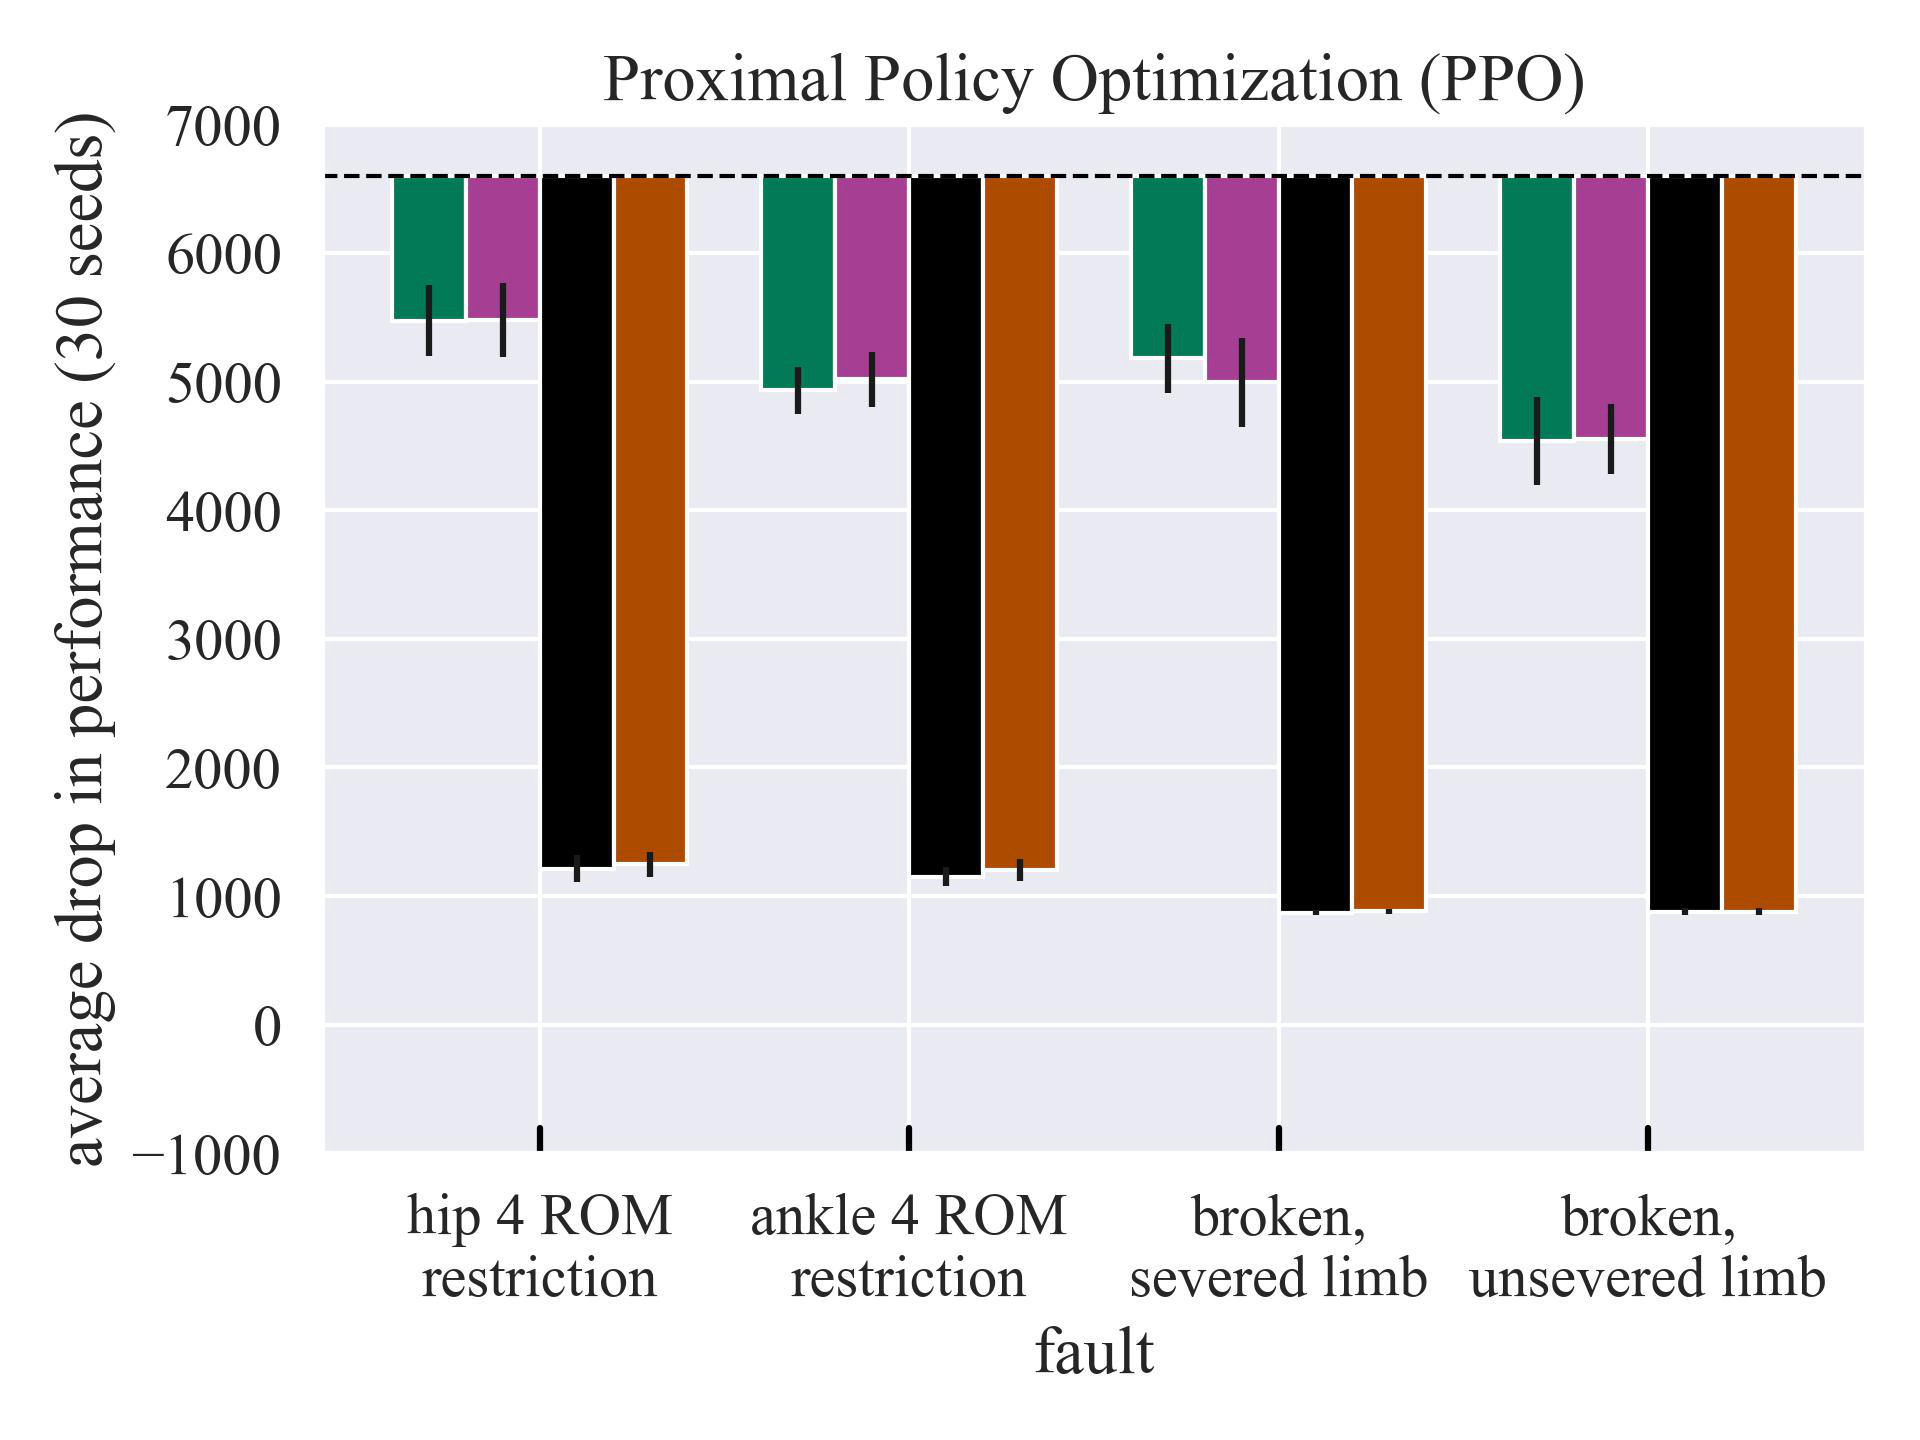 Proximal Policy Optimization (PPO)
average drop in performance (30 seeds)
7000
6000
5000
4000
3000
2000
1000
0
−1000
hip 4 ROM
restriction
ankle 4 ROM
restriction
broken,
severed limb
broken,
unsevered limb
fault